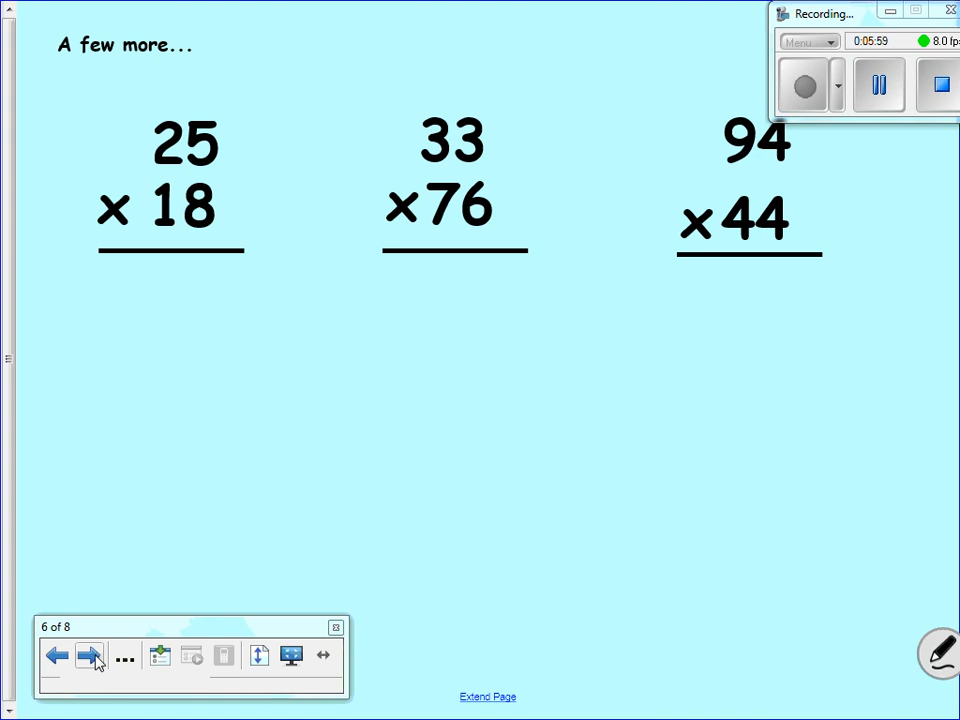 Recording...
Menu
0:05:59
8.0 fp
A few more...
25
x 18
33
x 76
94
x 44
6 of 8
...
Extend Page